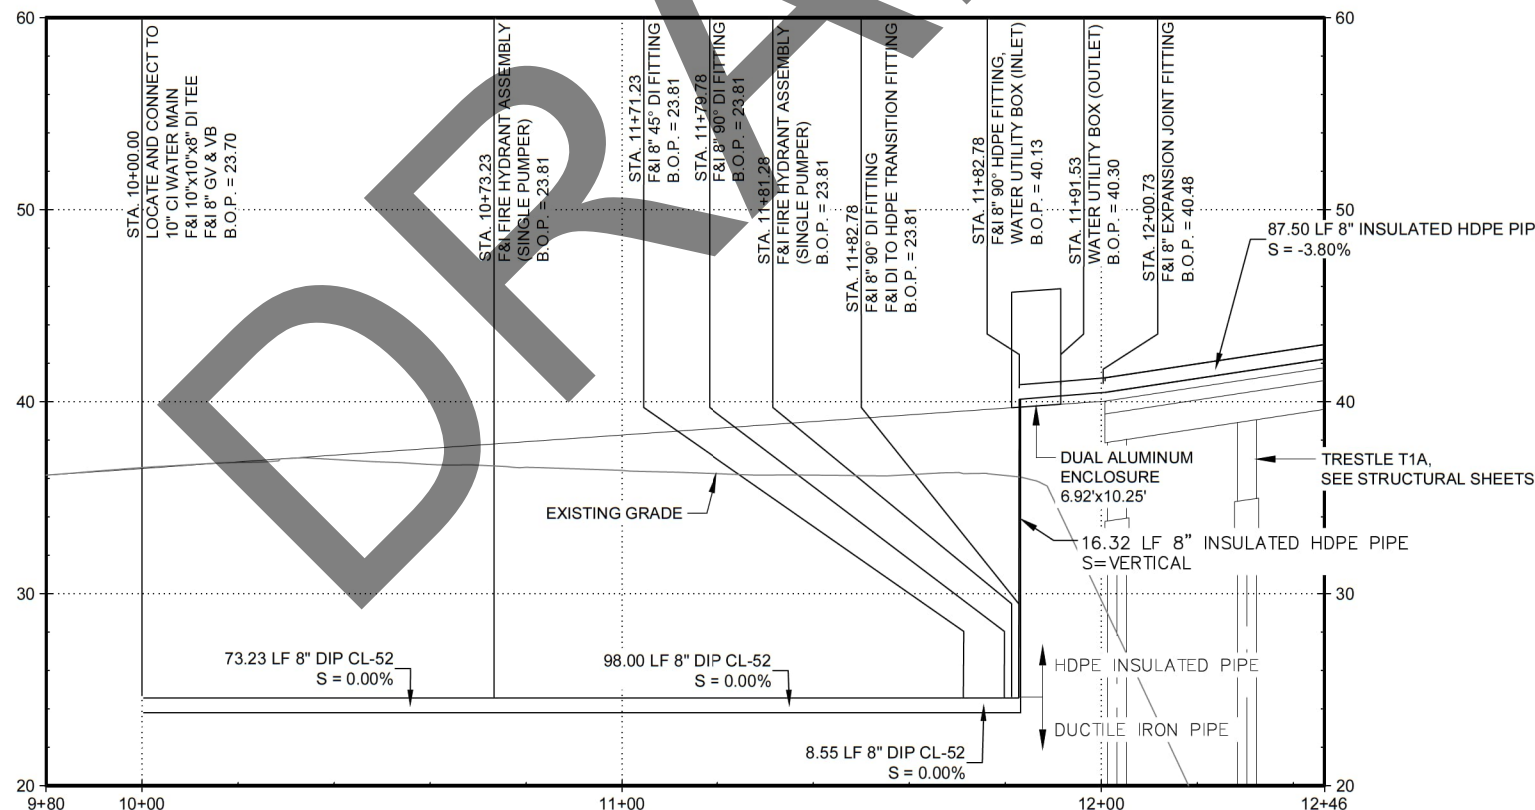 DRA
60
50
40
30
20
60
50
40
30
20
STA. 10+00.00
LOCATE AND CONNECT TO
10" CI WATER MAIN
F&I 10"x10"x8" DI TEE
F&I 8" GV & VB
B.O.P. = 23.70
STA. 10+73.23
F&I FIRE HYDRANT ASSEMBLY
(SINGLE PUMPER)
B.O.P. = 23.81
STA. 11+71.23
F&I 8" 45° DI FITTING
B.O.P. = 23.81
STA. 11+79.78
F&I 8" 90° DI FITTING
B.O.P. = 23.81
STA. 11+81.28
F&I FIRE HYDRANT ASSEMBLY
(SINGLE PUMPER)
B.O.P. = 23.81
STA. 11+82.78
F&I 8" 90° DI FITTING
F&I DI TO HDPE TRANSITION FITTING
B.O.P. = 23.81
STA. 11+82.78
F&I 8" 90° HDPE FITTING,
WATER UTILITY BOX (INLET)
B.O.P. = 40.13
STA. 11+91.53
WATER UTILITY BOX (OUTLET)
B.O.P. = 40.30
STA. 12+00.73
F&I 8" EXPANSION JOINT FITTING
B.O.P. = 40.48
87.50 LF 8" INSULATED HDPE PIP
S = -3.80%
DUAL ALUMINUM
ENCLOSURE
6.92'x10.25'
TRESTLE T1A,
SEE STRUCTURAL SHEETS
EXISTING GRADE
16.32 LF 8" INSULATED HDPE PIPE
S=VERTICAL
73.23 LF 8" DIP CL-52
S = 0.00%
98.00 LF 8" DIP CL-52
S = 0.00%
HDPE INSULATED PIPE
DUCTILE IRON PIPE
8.55 LF 8" DIP CL-52
S = 0.00%
9+80
10+00
11+00
12+00
12+46